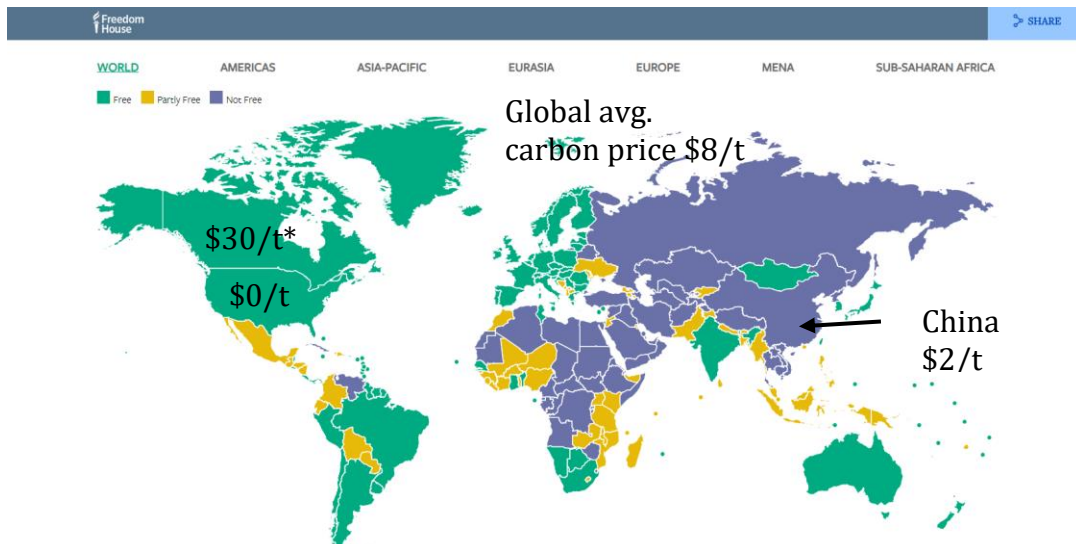 Freedom
House
SHARE
WORLD AMERICAS ASIA-PACIFIC EURASIA EUROPE MENA SUB-SAHARAN AFRICA
Free Partly Free Not Free
Global avg.
carbon price $8/t
$30/t*
$0/t
China
$2/t